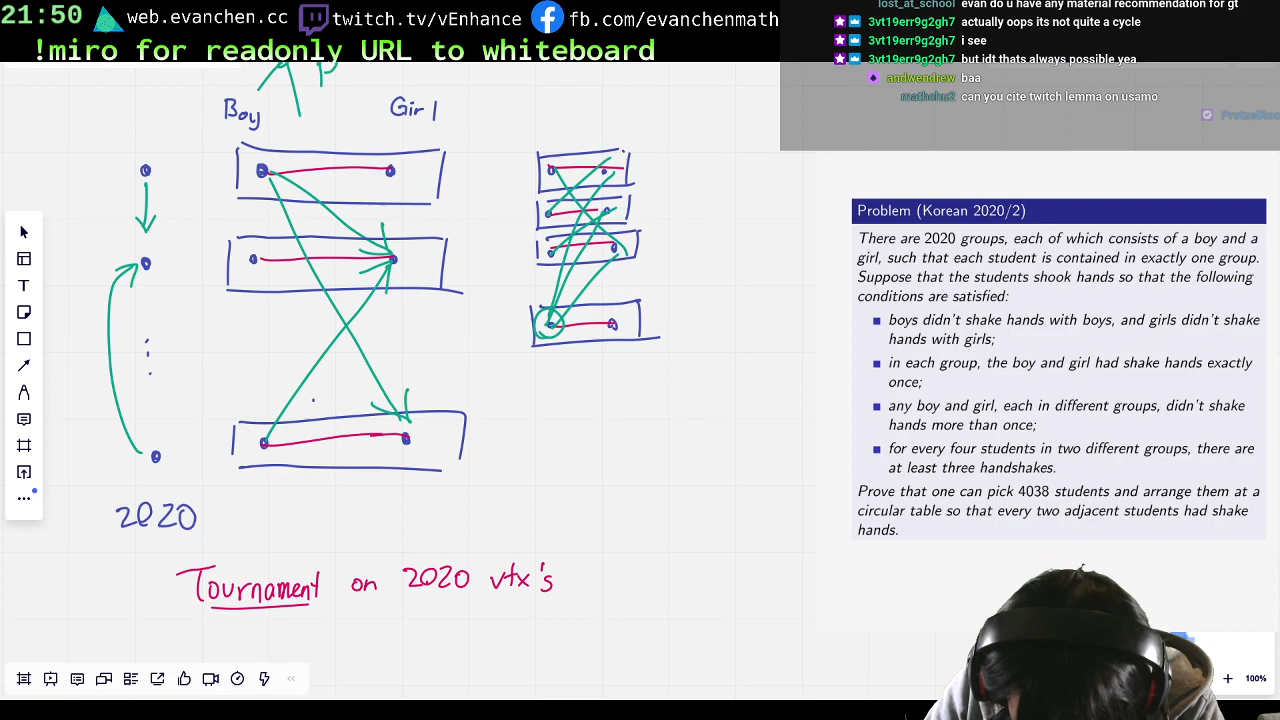 21:50 web.evanchen.cc twitch.tv/vEnhance fb.com/evanchenmath
!miro for readonly URL to whiteboard
lost_at_school evan do u have any material recommendation for gt
3vt19err9g2gh7 actually oops its not quite a cycle
3vt19err9g2gh7 i see
3vt19err9g2gh7 but idt thats always possible yea
andwendrew baa
mathchu2 can you cite twitch lemma on usamo
Boy Girl
2020
Tournament on 2020 vtx's
Problem (Korean 2020/2)
There are 2020 groups, each of which consists of a boy and a
girl, such that each student is contained in exactly one group.
Suppose that the students shook hands so that the following
conditions are satisfied:
boys didn't shake hands with boys, and girls didn't shake
hands with girls;
in each group, the boy and girl had shake hands exactly
once;
any boy and girl, each in different groups, didn't shake
hands more than once;
for every four students in two different groups, there are
at least three handshakes.
Prove that one can pick 4038 students and arrange them at a
circular table so that every two adjacent students had shake
hands.
100%